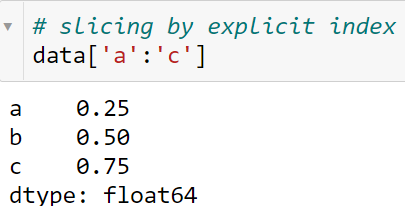 # slicing by explicit index
data['a':'c']
a    0.25
b    0.50
c    0.75
dtype: float64